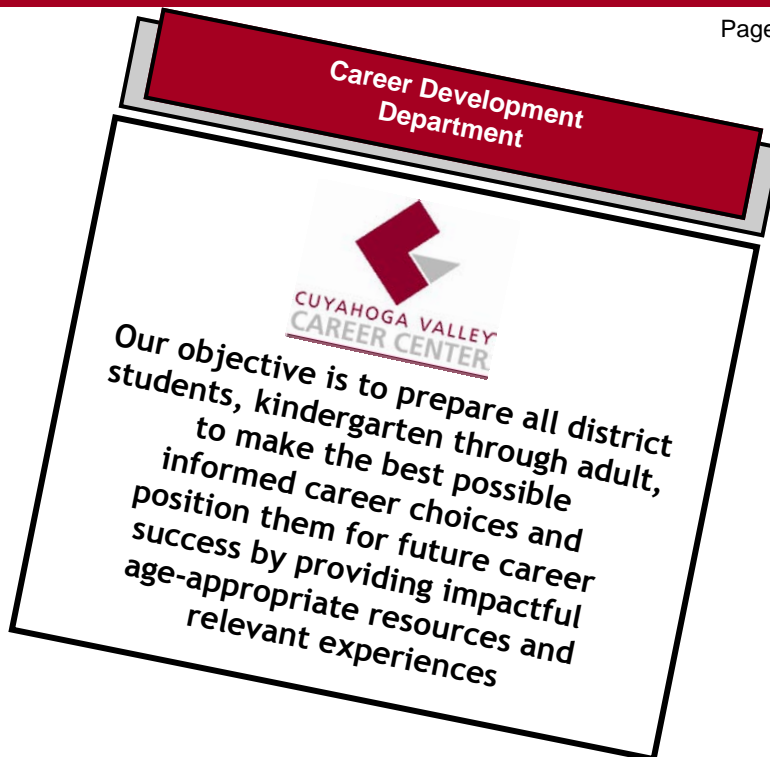 Page
Career Development
Department
CUYAHOGA VALLEY
CAREER CENTER
Our objective is to prepare all district
students, kindergarten through adult,
to make the best possible
informed career choices and
position them for future career
success by providing impactful
age-appropriate resources and
relevant experiences